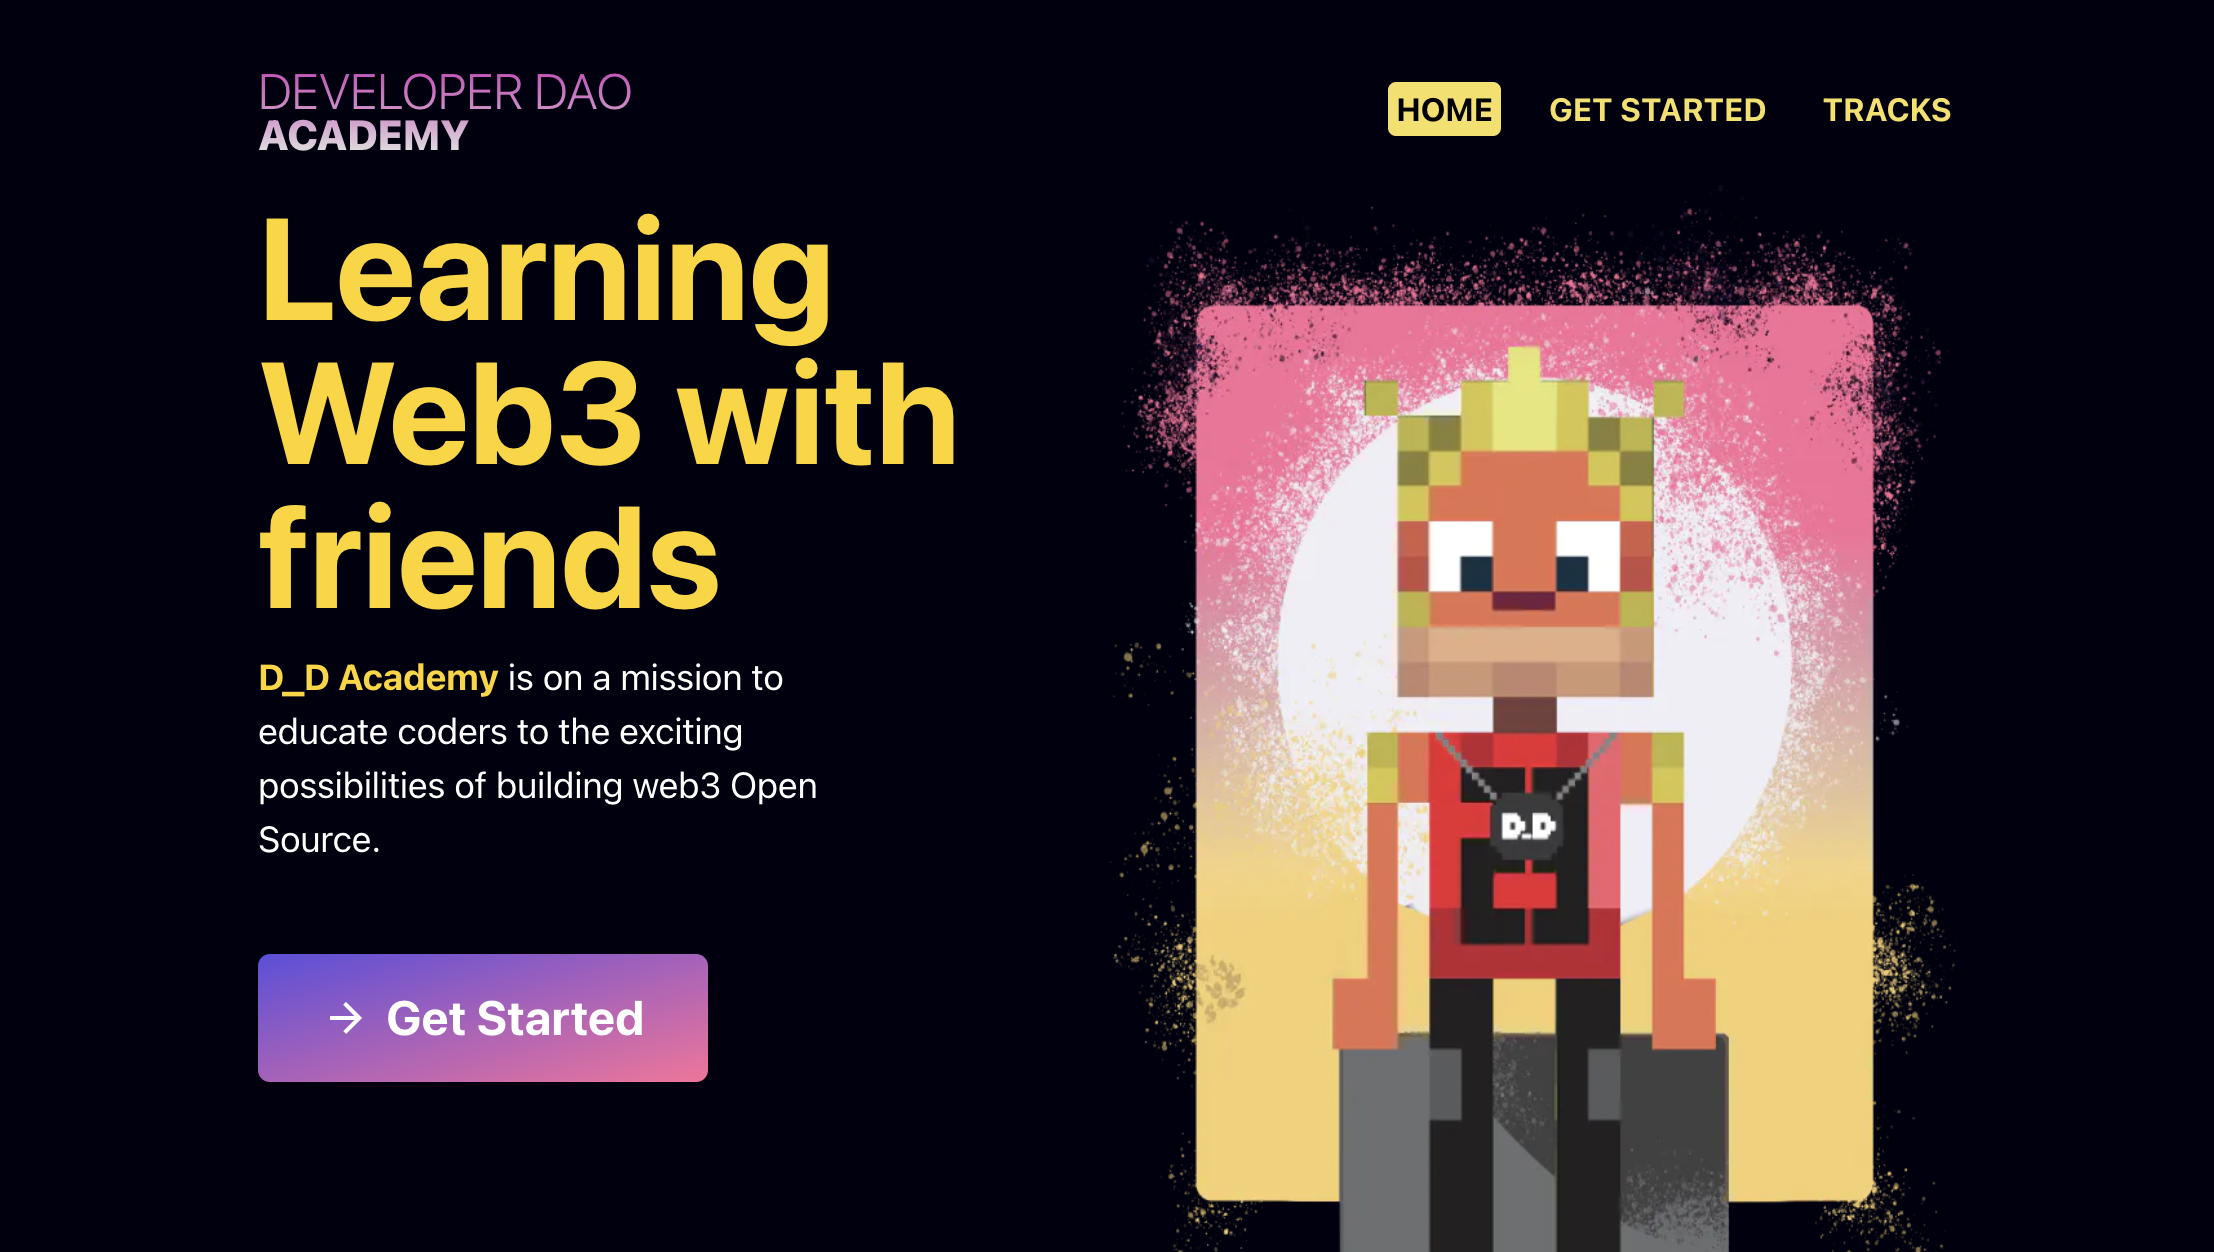 DEVELOPER DAO
ACADEMY
HOME GET STARTED TRACKS
Learning
Web3 with
friends
D_D Academy is on a mission to
educate coders to the exciting
possibilities of building web3 Open
Source.
→ Get Started
D_D